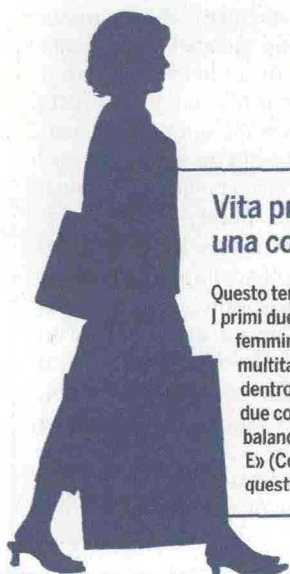 Vita pr
una co
Questo ter
I primi due
femmin
multita
dentro
due co
balanc
E» (Co
quest